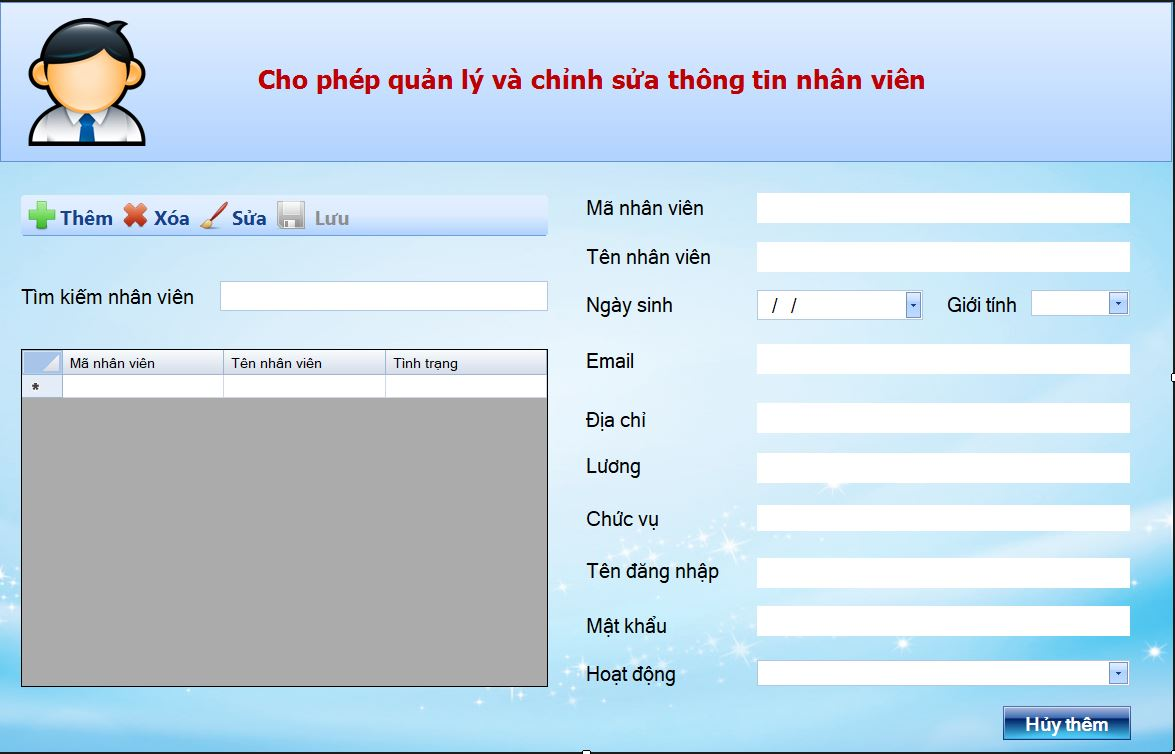 Cho phép quản lý và chỉnh sửa thông tin nhân viên
Thêm Xóa Sửa Lưu
Tìm kiếm nhân viên
Mã nhân viên Tên nhân viên Tình trạng
*
Mã nhân viên
Tên nhân viên
Ngày sinh / / Giới tính
Email
Địa chỉ
Lương
Chức vụ
Tên đăng nhập
Mật khẩu
Hoạt động
Hủy thêm